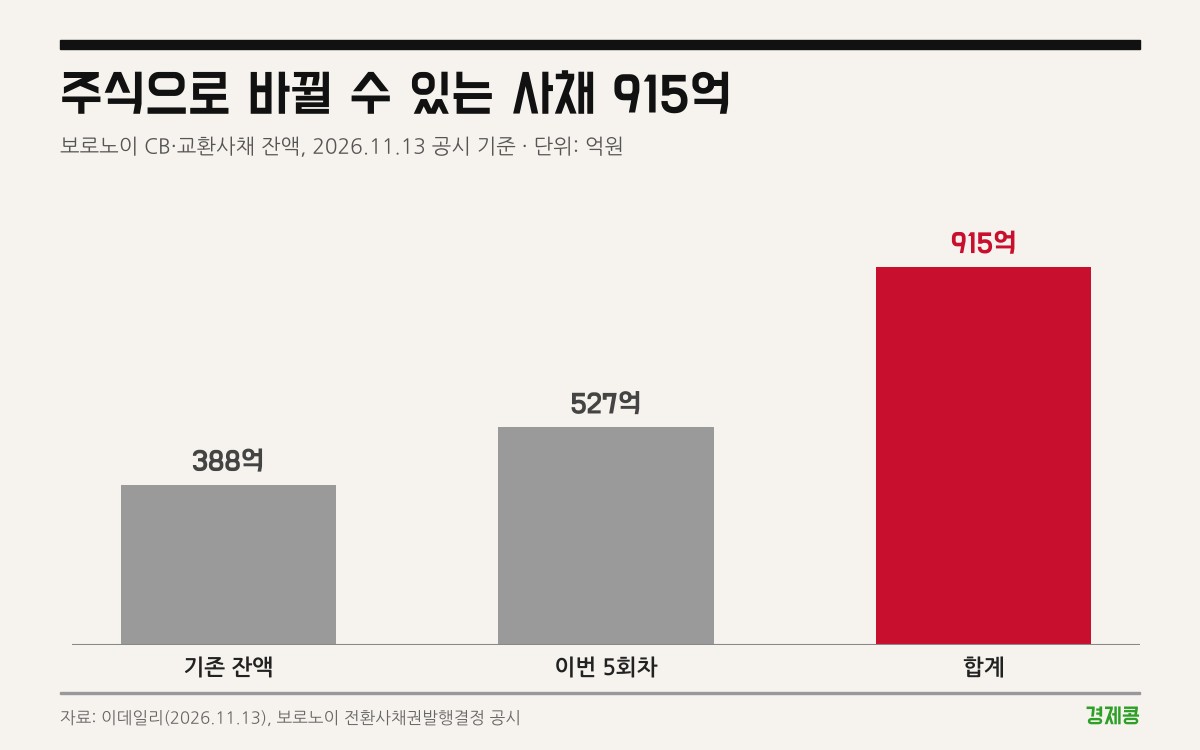 주식으로 바뀔 수 있는 사채 915억
보로노이 CB·교환사채 잔액, 2026.11.13 공시 기준 · 단위: 억원
915억
527억
388억
기존 잔액
이번 5회차
합계
자료: 이데일리(2026.11.13), 보로노이 전환사채권발행결정 공시
경제콩